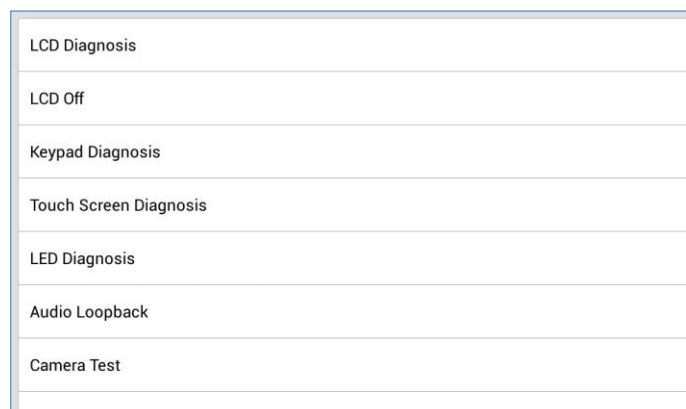 LCD Diagnosis
LCD Off
Keypad Diagnosis
Touch Screen Diagnosis
LED Diagnosis
Audio Loopback
Camera Test